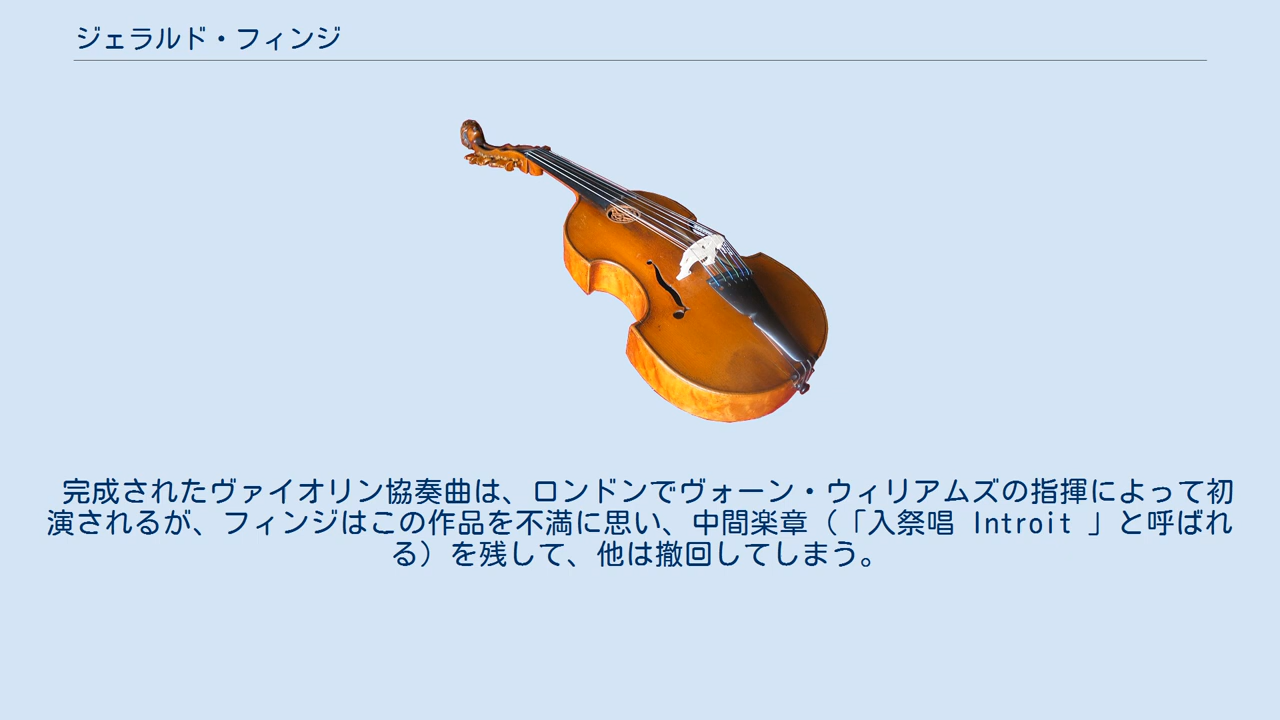 ジェラルド・フィンジ
完成されたヴァイオリン協奏曲は、ロンドンでヴォーン・ウィリアムズの指揮によって初
演されるが、フィンジはこの作品を不満に思い、中間楽章（「入祭唱 Introit 」と呼ばれ
る）を残して、他は撤回してしまう。